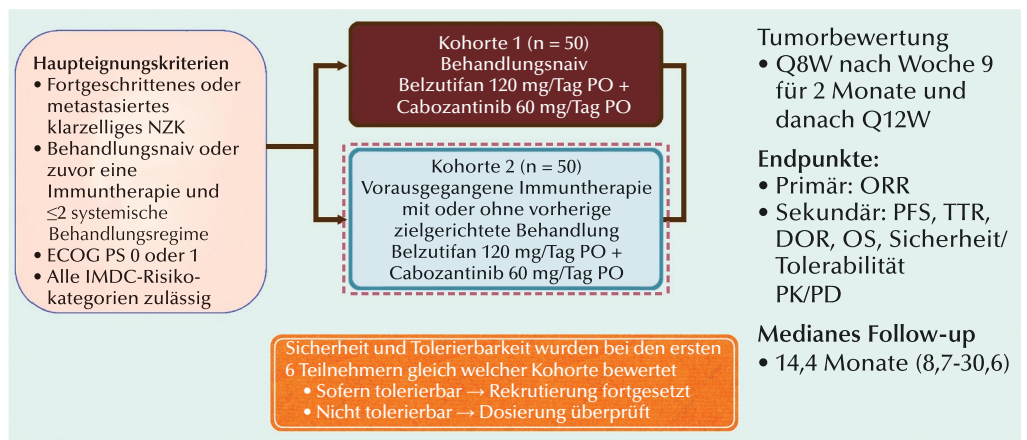 Haupteignungskriterien
• Fortgeschrittenes oder
metastasiertes
klarzelliges NZK
• Behandlungsnaiv oder
zuvor eine
Immuntherapie und
≤2 systemische
Behandlungsregime
• ECOG PS 0 oder 1
• Alle IMDC-Risiko-
kategorien zulässig
Kohorte 1 (n = 50)
Behandlungsnaiv
Belzutifan 120 mg/Tag PO +
Cabozantinib 60 mg/Tag PO
Kohorte 2 (n = 50)
Vorausgegangene Immuntherapie
mit oder ohne vorherige
zielgerichtete Behandlung
Belzutifan 120 mg/Tag PO +
Cabozantinib 60 mg/Tag PO
Sicherheit und Tolerierbarkeit wurden bei den ersten
6 Teilnehmern gleich welcher Kohorte bewertet
• Sofern tolerierbar → Rekrutierung fortgesetzt
• Nicht tolerierbar → Dosierung überprüft
Tumorbewertung
• Q8W nach Woche 9
für 2 Monate und
danach Q12W
Endpunkte:
• Primär: ORR
• Sekundär: PFS, TTR,
DOR, OS, Sicherheit/
Tolerabilität
PK/PD
Medianes Follow-up
• 14,4 Monate (8,7-30,6)